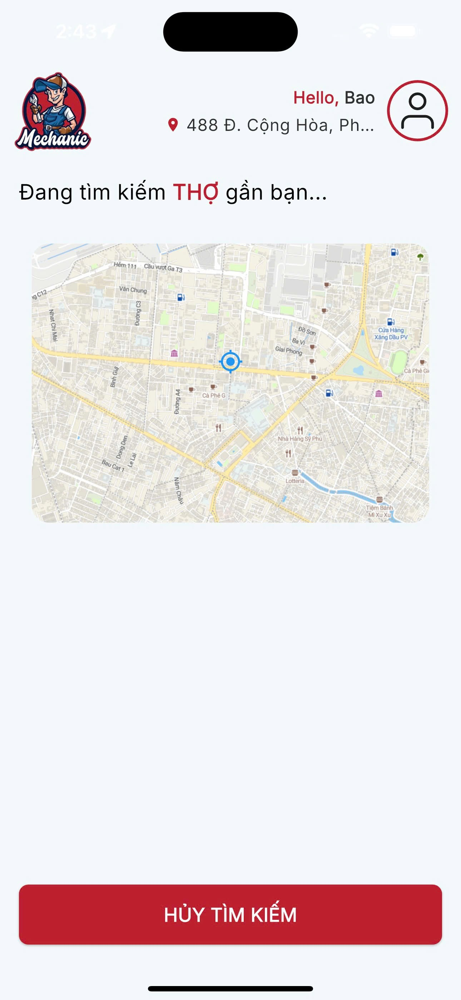 2:43
Mechanic
Hello, Bao
488 Đ. Cộng Hòa, Ph...
Đang tìm kiếm THỢ gần bạn...
Hẻm 111
Cầu vượt Ga T3
Văn Chung
ng C12
Đường C3
Nhat Chi Mai
Đồ Sơn
Ba Vì
Giai Phong
Cửa Hàng
Xăng Dầu PV
Cà Phê Gi
Bình Giã
Đường A4
Cà Phê G
Nhà Hàng Sỹ Phú
Dong Den
Le Lai
Bau Cat 1
Năm Châu
Lotteria
Tiệm Bánh
Mì Xu Xu
HỦY TÌM KIẾM